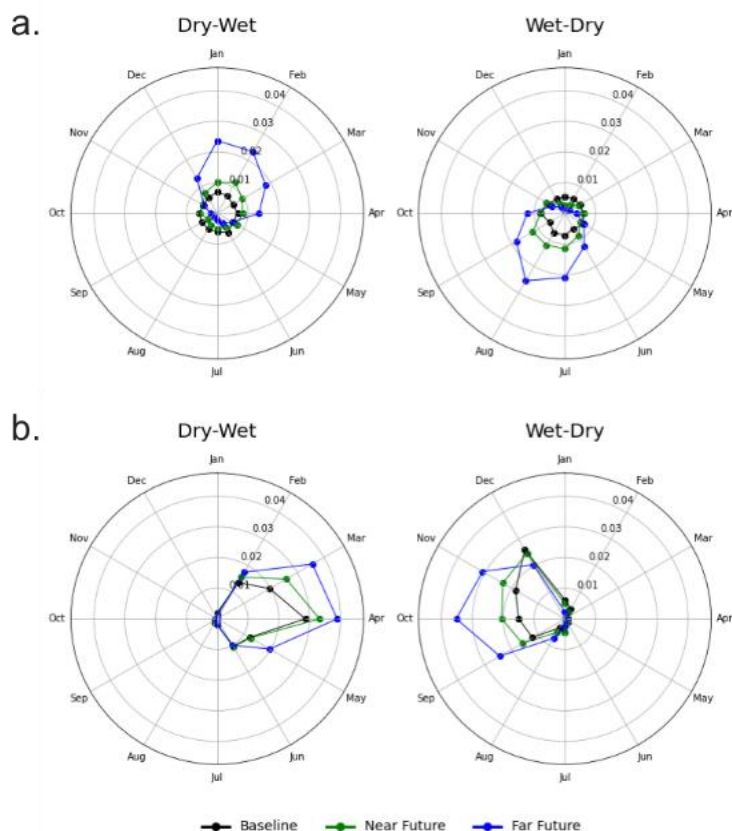 a.
Dry-Wet
Wet-Dry
Jan
Feb
Mar
Apr
May
Jun
Jul
Aug
Sep
Oct
Nov
Dec
0.01
0.02
0.03
0.04
Jan
Feb
Mar
Apr
May
Jun
Jul
Aug
Sep
Oct
Nov
Dec
0.01
0.02
0.03
0.04
b.
Dry-Wet
Wet-Dry
Jan
Feb
Mar
Apr
May
Jun
Jul
Aug
Sep
Oct
Nov
Dec
0.01
0.02
0.03
0.04
Jan
Feb
Mar
Apr
May
Jun
Jul
Aug
Sep
Oct
Nov
Dec
0.01
0.02
0.03
0.04
Baseline
Near Future
Far Future